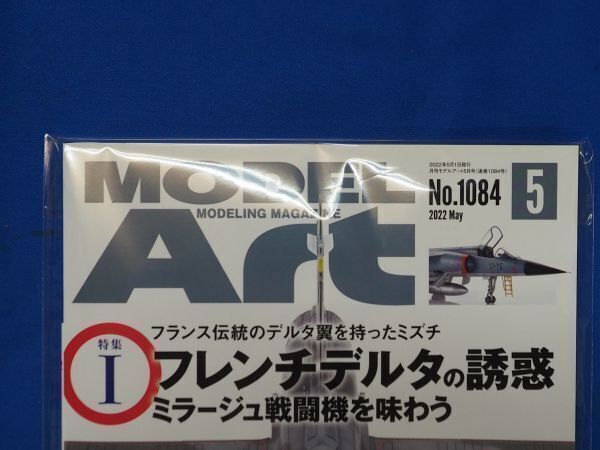 MODEL
MODELING MAGAZINE
Art
2022年5月1日発行
月刊モデルアート5月号(通巻1084号)
No.1084
2022 May
5
17-TE
フランス伝統のデルタ翼を持ったミズチ
特集
I
フレンチデルタの誘惑
ミラージュ戦闘機を味わう